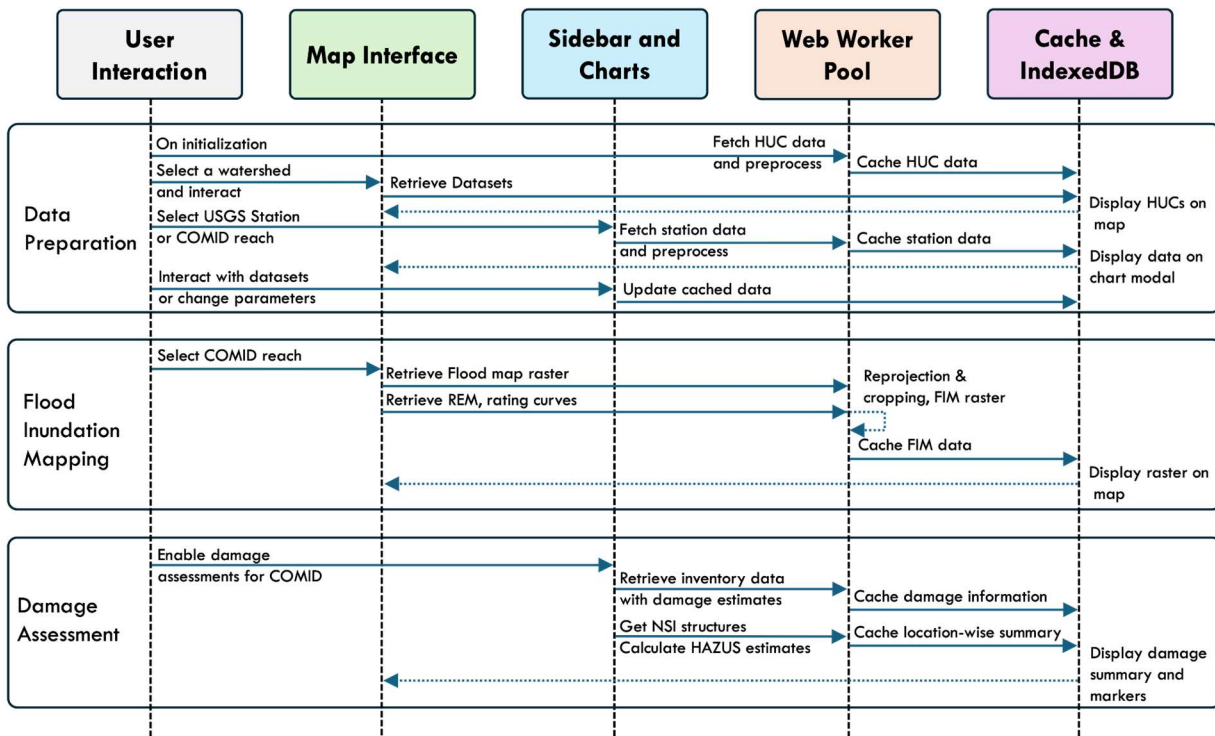 User
Interaction
Map Interface
Sidebar and
Charts
Web Worker
Pool
Cache &
IndexedDB
Data
Preparation
On initialization
Fetch HUC data
and preprocess
Cache HUC data
Select a watershed
and interact
Retrieve Datasets
Display HUCs on
map
Select USGS Station
or COMID reach
Fetch station data
and preprocess
Cache station data
Display data on
chart modal
Interact with datasets
or change parameters
Update cached data
Flood
Inundation
Mapping
Select COMID reach
Retrieve Flood map raster
Retrieve REM, rating curves
Reprojection &
cropping, FIM raster
Cache FIM data
Display raster on
map
Damage
Assessment
Enable damage
assessments for COMID
Retrieve inventory data
with damage estimates
Cache damage information
Get NSI structures
Calculate HAZUS estimates
Cache location-wise summary
Display damage
summary and
markers